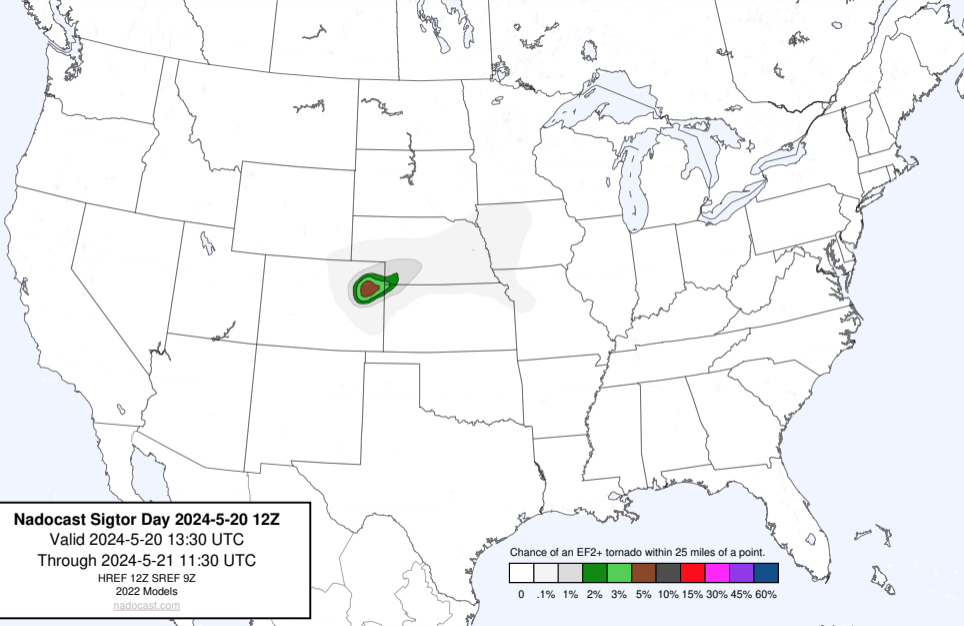 Nadocast Sigtor Day 2024-5-20 12Z
Valid 2024-5-20 13:30 UTC
Through 2024-5-21 11:30 UTC
HREF 12Z SREF 9Z
2022 Models
nadocast.com
Chance of an EF2+ tornado within 25 miles of a point.
0 .1% 1% 2% 3% 5% 10% 15% 30% 45% 60%